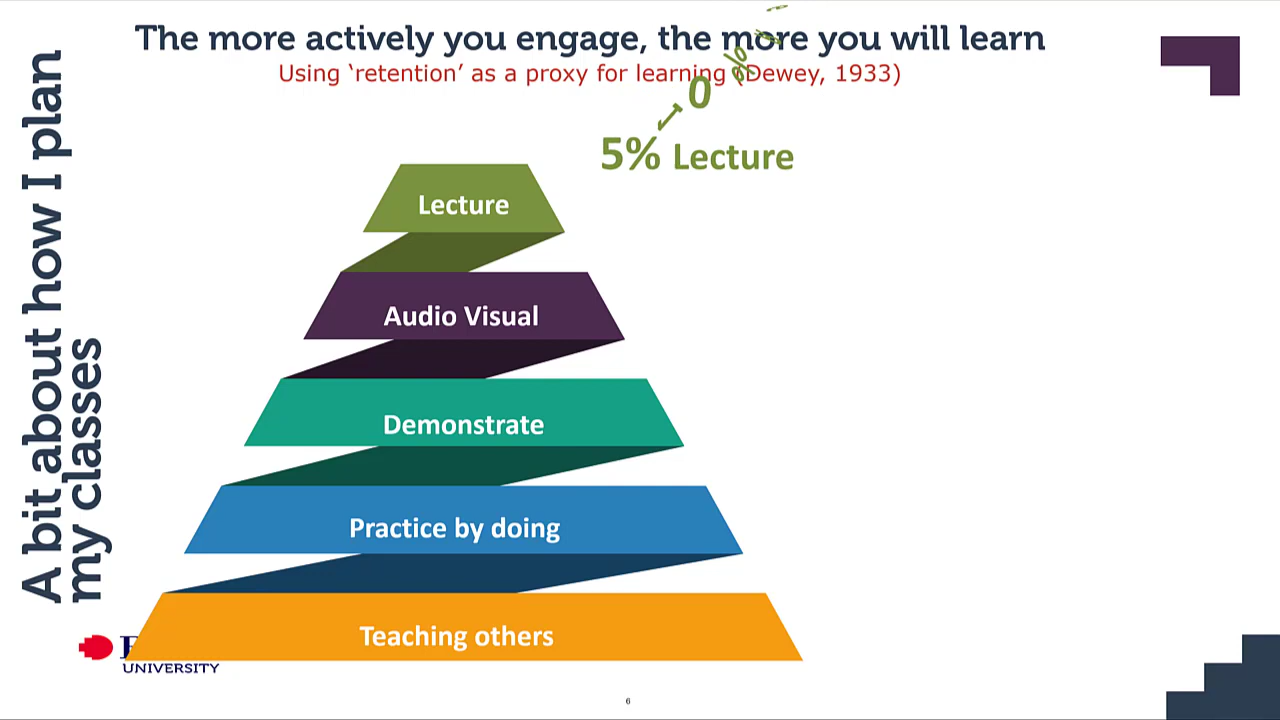 The more actively you engage, the more you will learn
Using ‘retention’ as a proxy for learning (Dewey, 1933)
A bit about how I plan
my classes
5% Lecture
Lecture
Audio Visual
Demonstrate
Practice by doing
Teaching others
UNIVERSITY
6